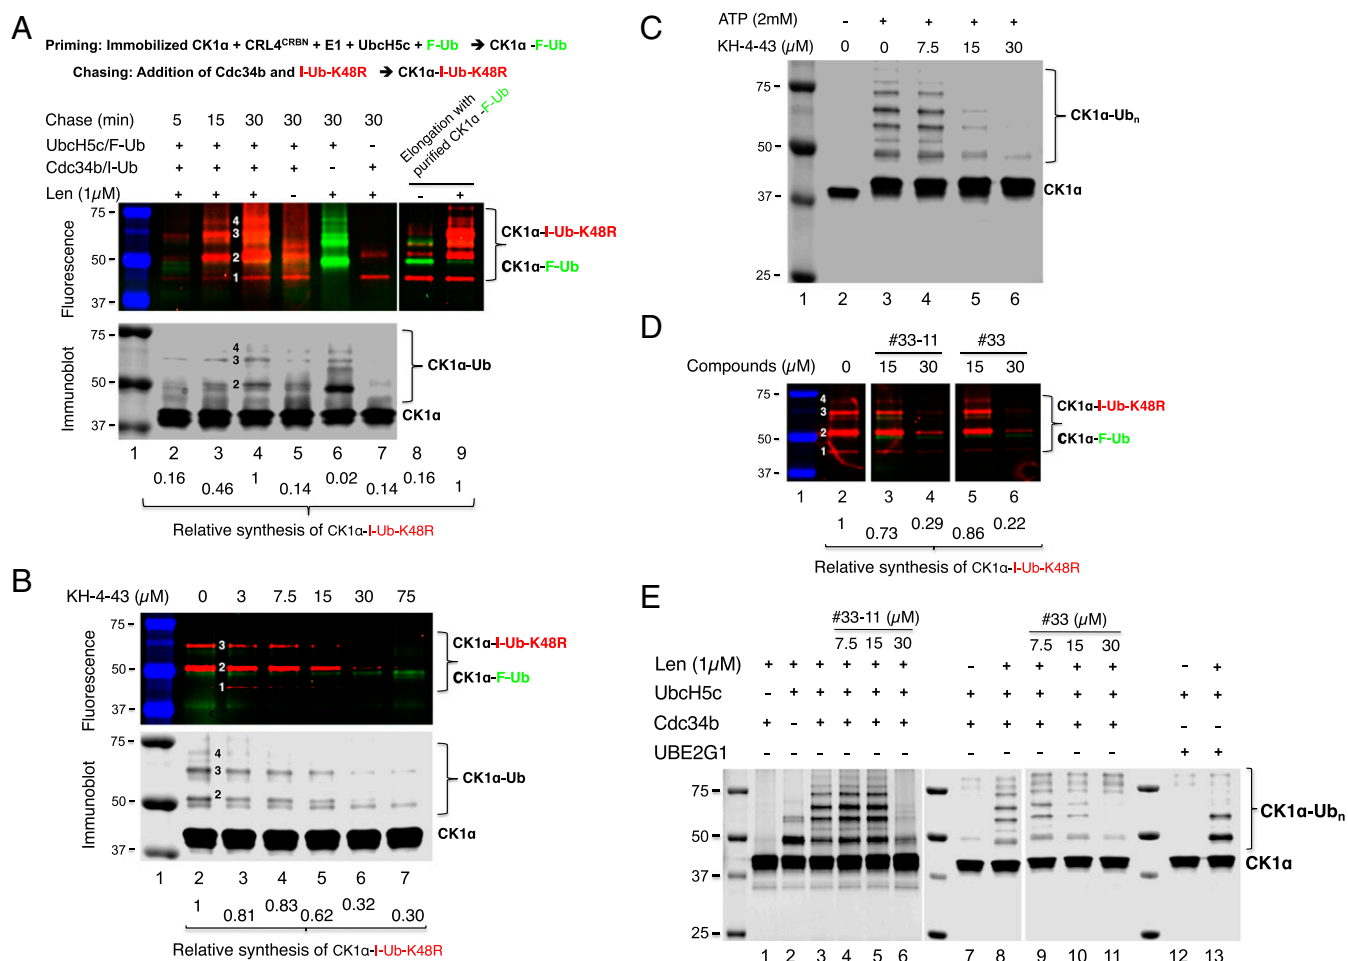 A
Priming: Immobilized CK1α + CRL4CRBN + E1 + UbcH5c + F-Ub ➔ CK1α -F-Ub
Chasing: Addition of Cdc34b and I-Ub-K48R ➔ CK1α-I-Ub-K48R
Chase (min) 5 15 30 30 30 30
UbcH5c/F-Ub + + + + + -
Cdc34b/I-Ub + + + + - +
Len (1µM) + + + - + + - +
Elongation with
purified CK1α -F-Ub
Fluorescence
75
50
37
4
3
2
1
CK1α-I-Ub-K48R
CK1α-F-Ub
Immunoblot
75
50
37
4
3
2
CK1α-Ub
CK1α
1 2 3 4 5 6 7 8 9
0.16 0.46 1 0.14 0.02 0.14 0.16 1
Relative synthesis of CK1α-I-Ub-K48R
B
KH-4-43 (µM) 0 3 7.5 15 30 75
Fluorescence
75
50
37
3
2
1
CK1α-I-Ub-K48R
CK1α-F-Ub
Immunoblot
75
50
37
4
3
2
CK1α-Ub
CK1α
1 2 3 4 5 6 7
1 0.81 0.83 0.62 0.32 0.30
Relative synthesis of CK1α-I-Ub-K48R
C
ATP (2mM) - + + + +
KH-4-43 (µM) 0 0 7.5 15 30
75
50
37
25
CK1α-Ubn
CK1α
1 2 3 4 5 6
D
#33-11 #33
Compounds (µM) 0 15 30 15 30
75
50
37
4
3
2
1
CK1α-I-Ub-K48R
CK1α-F-Ub
1 2 3 4 5 6
1 0.73 0.29 0.86 0.22
Relative synthesis of CK1α-I-Ub-K48R
E
#33-11 (µM) #33 (µM)
7.5 15 30 7.5 15 30
Len (1µM) + + + + + + - + + + + - +
UbcH5c - + + + + + + + + + + + +
Cdc34b + - + + + + + + + + + - -
UBE2G1 - - - - - - - - - - - + +
75
50
37
25
CK1α-Ubn
CK1α
1 2 3 4 5 6 7 8 9 10 11 12 13